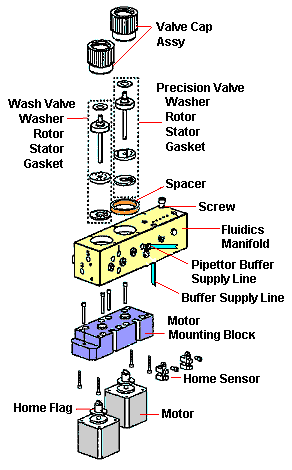 Valve Cap
Assy
Precision Valve
Washer
Rotor
Stator
Gasket
Wash Valve
Washer
Rotor
Stator
Gasket
Spacer
Screw
Fluidics
Manifold
Pipettor Buffer
Supply Line
Buffer Supply Line
Motor
Mounting Block
Home Sensor
Home Flag
Motor